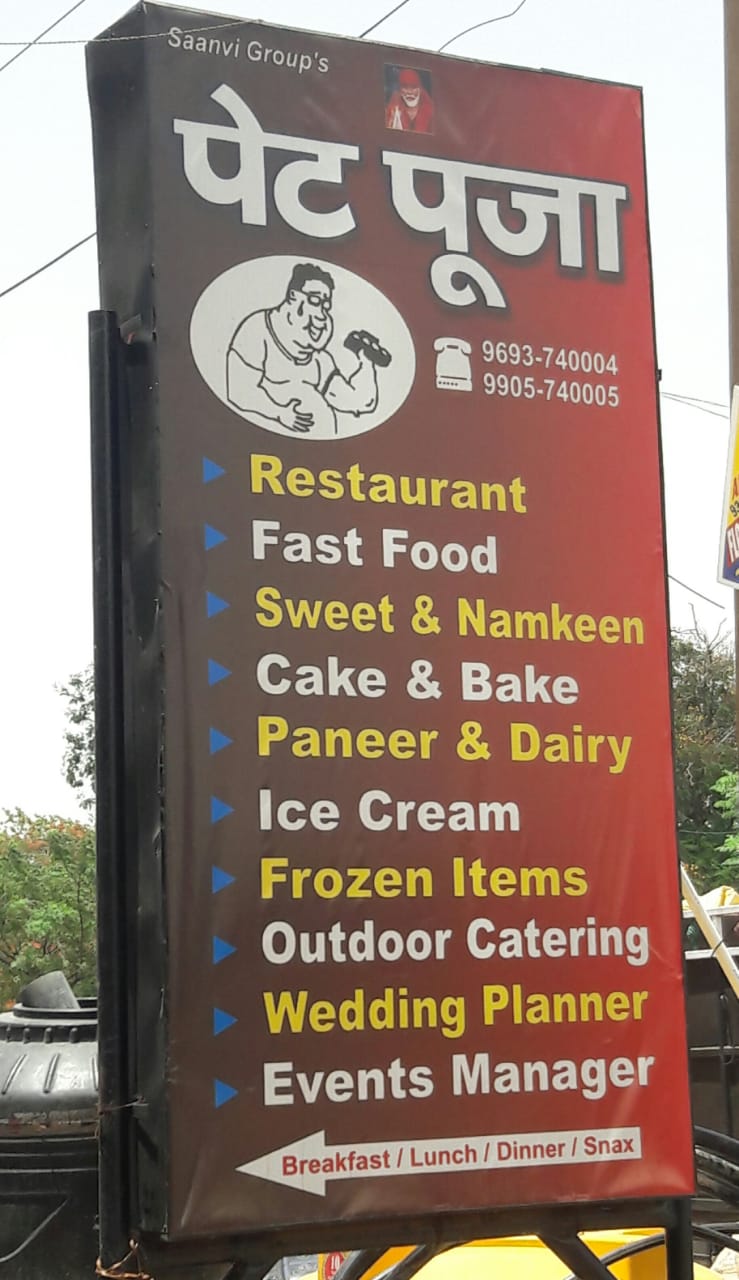 Saanvi Group's
पेट पूजा
9693-740004
9905-740005
Restaurant
Fast Food
Sweet & Namkeen
Cake & Bake
Paneer & Dairy
Ice Cream
Frozen Items
Outdoor Catering
Wedding Planner
Events Manager
Breakfast / Lunch / Dinner / Snax